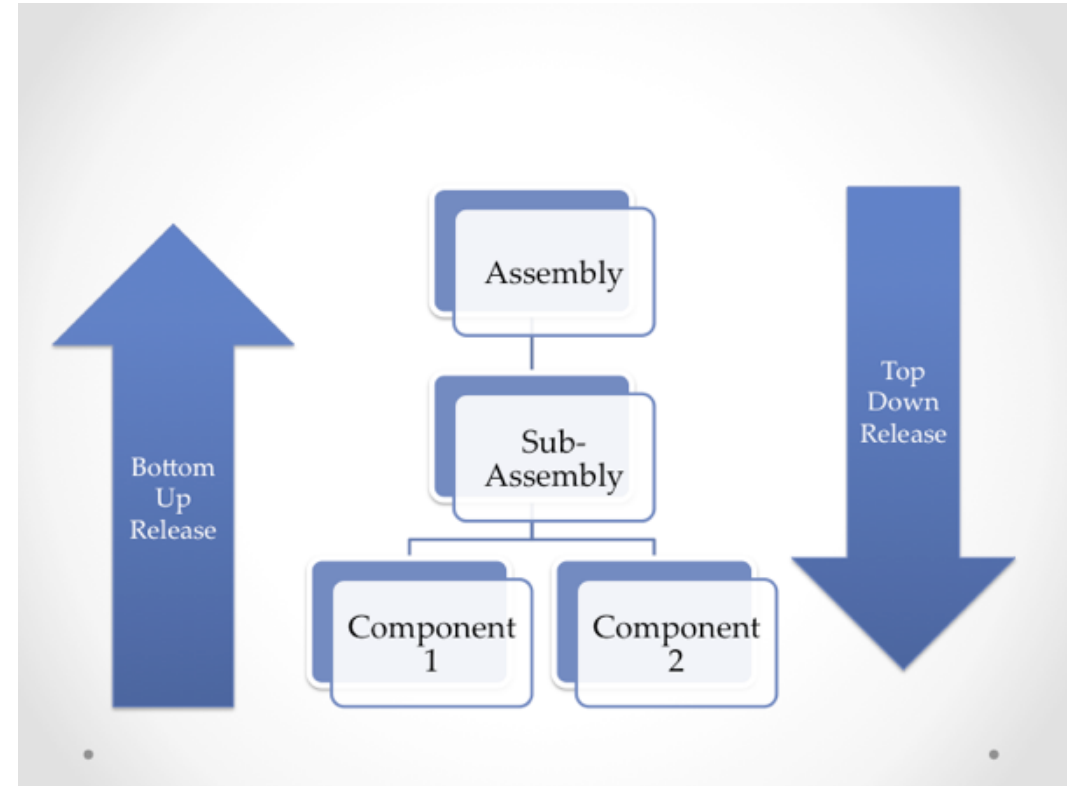 Assembly
Sub-
Assembly
Component
1
Component
2
Bottom
Up
Release
Top
Down
Release